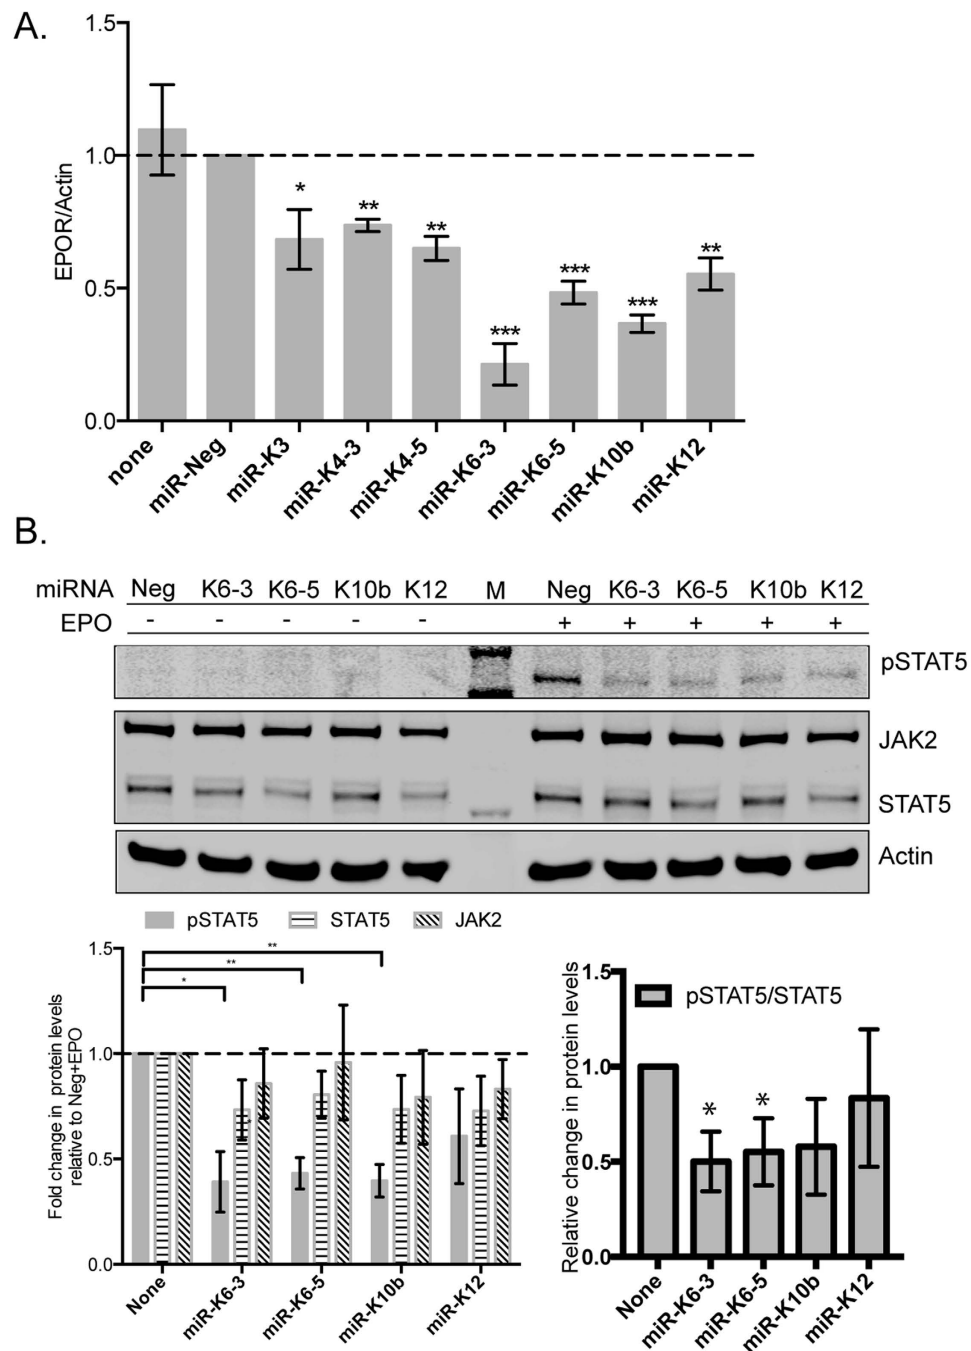 A.
1.5
1.0
0.5
0.0
EPOR/Actin
*
**
**
***
***
***
**
none
miR-Neg
miR-K3
miR-K4-3
miR-K4-5
miR-K6-3
miR-K6-5
miR-K10b
miR-K12
B.
miRNA Neg K6-3 K6-5 K10b K12 M Neg K6-3 K6-5 K10b K12
EPO - - - - - + + + + +
pSTAT5
JAK2
STAT5
Actin
pSTAT5 STAT5 JAK2
Fold change in protein levels
relative to Neg+EPO
1.5
1.0
0.5
0.0
**
**
*
None
miR-K6-3
miR-K6-5
miR-K10b
miR-K12
Relative change in protein levels
1.5
1.0
0.5
0.0
pSTAT5/STAT5
*
*
None
miR-K6-3
miR-K6-5
miR-K10b
miR-K12